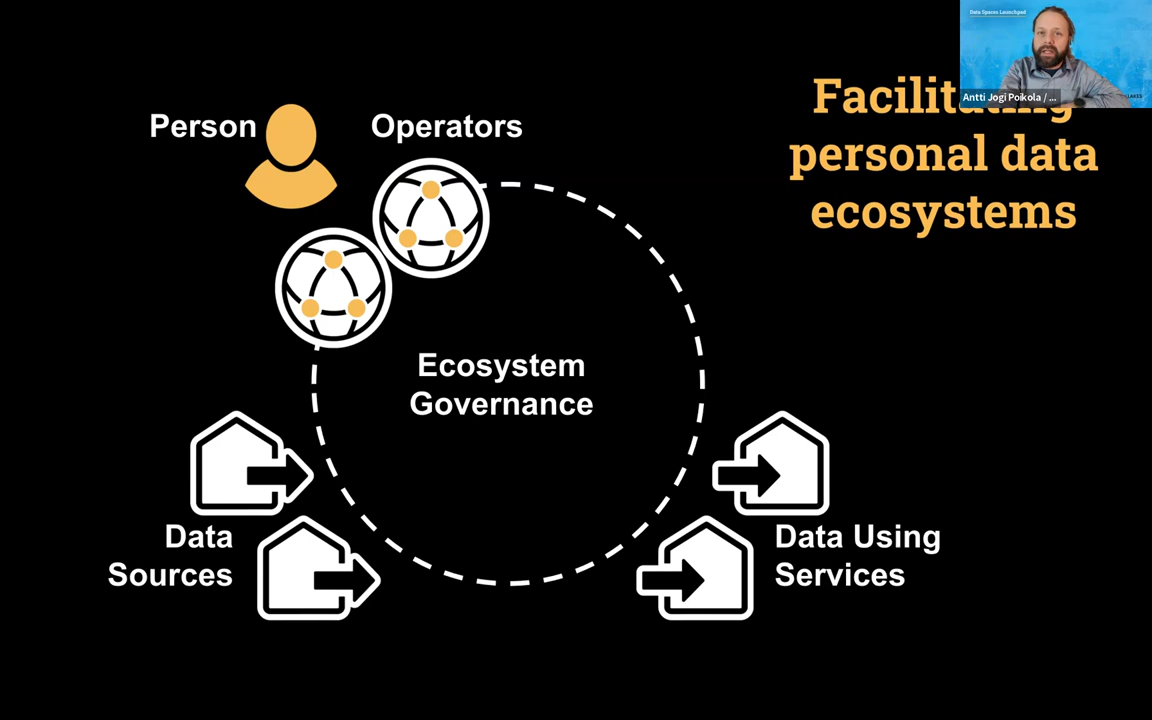 Data Spaces Launchpad
Antti Jogi Poikola / ...
personal data
ecosystems
Person
Operators
Ecosystem
Governance
Data
Sources
Data Using
Services